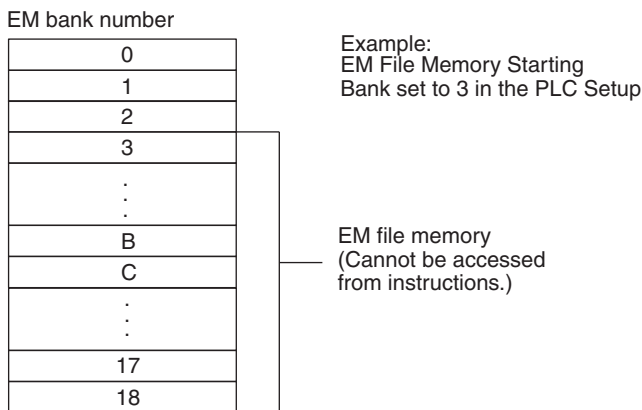 EM bank number
0
1
2
3
.
.
.
B
C
.
.
.
17
18
Example:
EM File Memory Starting
Bank set to 3 in the PLC Setup
EM file memory
(Cannot be accessed
from instructions.)